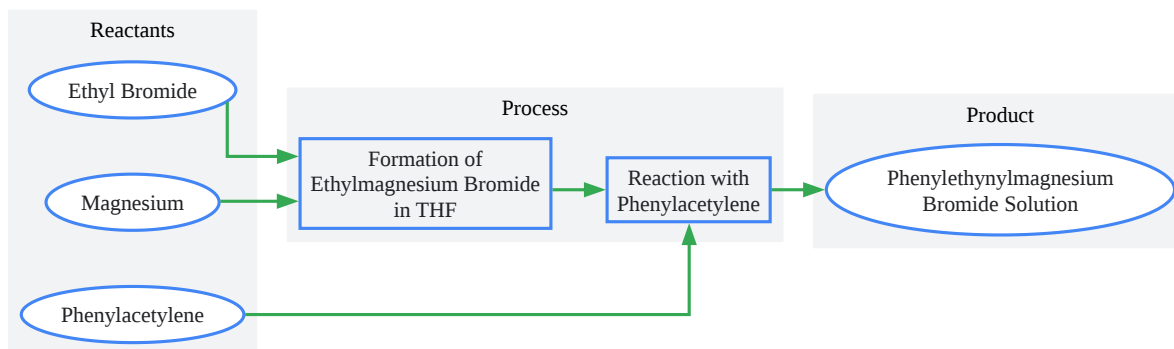 Reactants
Ethyl Bromide
Magnesium
Phenylacetylene
Process
Formation of
Ethylmagnesium Bromide
in THF
Reaction with
Phenylacetylene
Product
Phenylethynylmagnesium
Bromide Solution